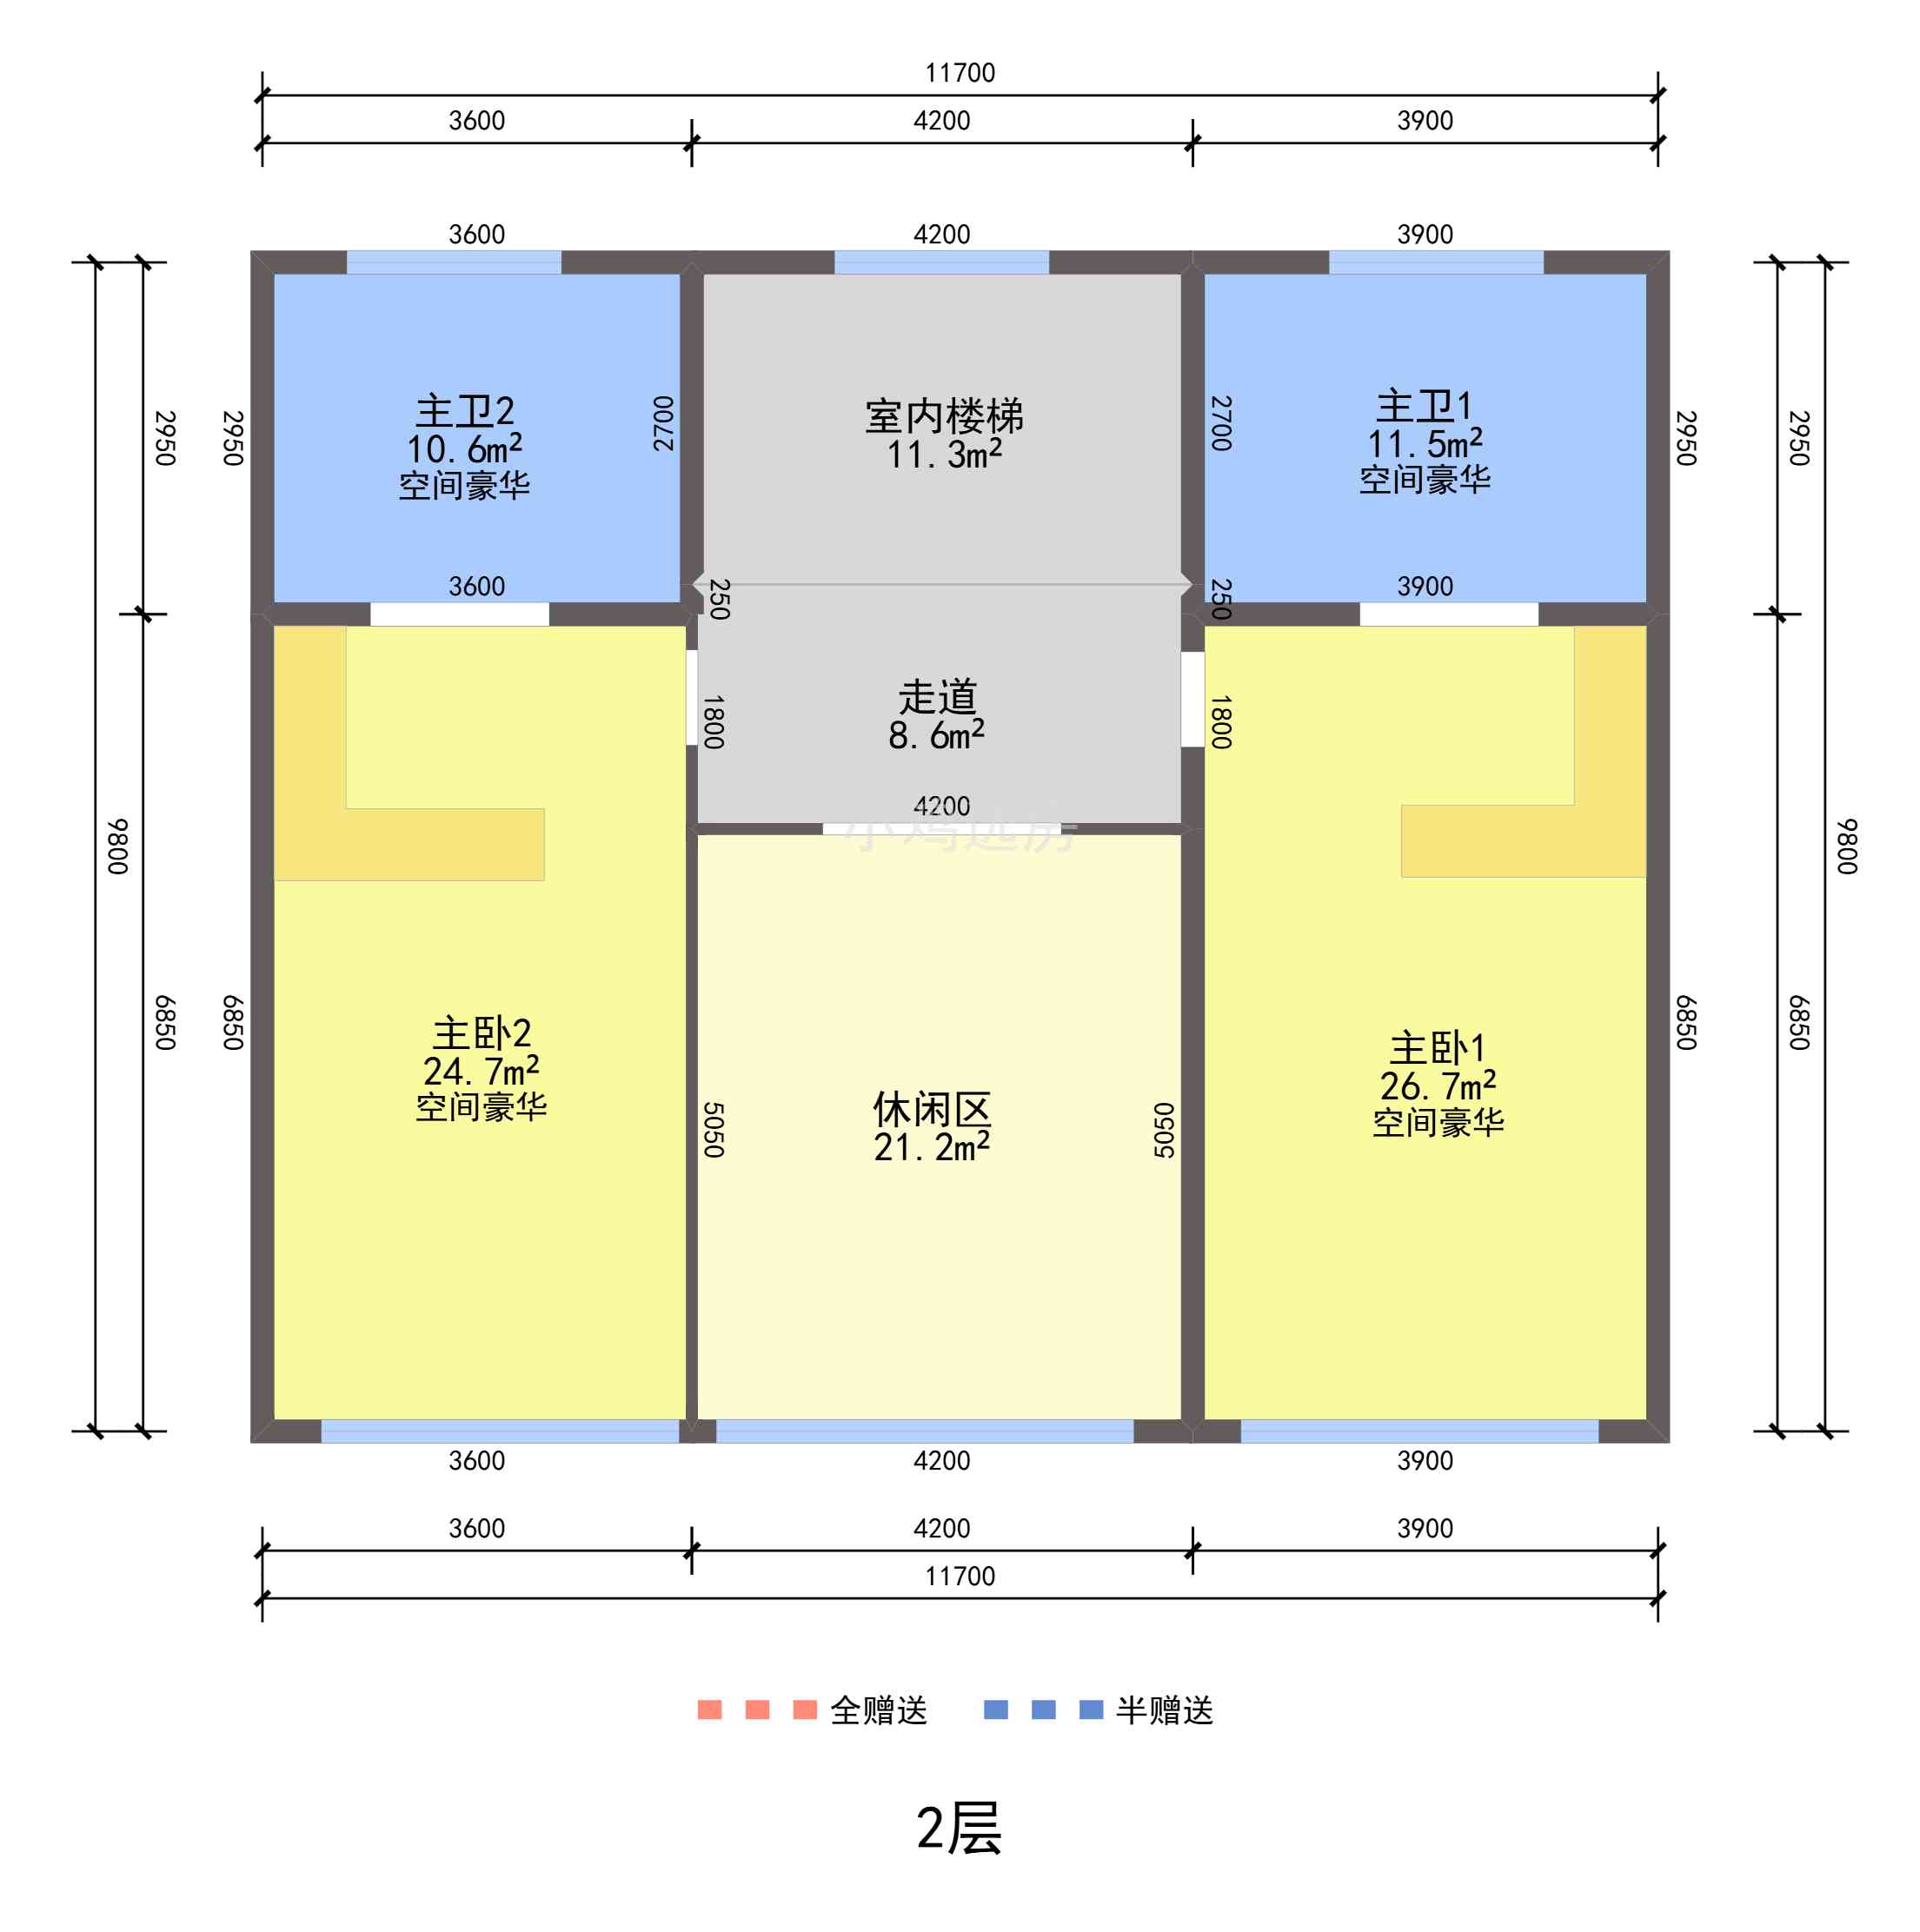 11700
3600 4200 3900
3600 4200 3900
2950 2950 2700 2700 2950 2950
主卫2
10.6m²
空间豪华
室内楼梯
11.3m²
主卫1
11.5m²
空间豪华
3600 250 250 3900
走道
8.6m²
1800 1800
4200
小鸡选房
9800 9800
6850 6850 6850 6850
主卧2
24.7m²
空间豪华
休闲区
21.2m²
主卧1
26.7m²
空间豪华
5050 5050
3600 4200 3900
3600 4200 3900
11700
全赠送 半赠送
2层